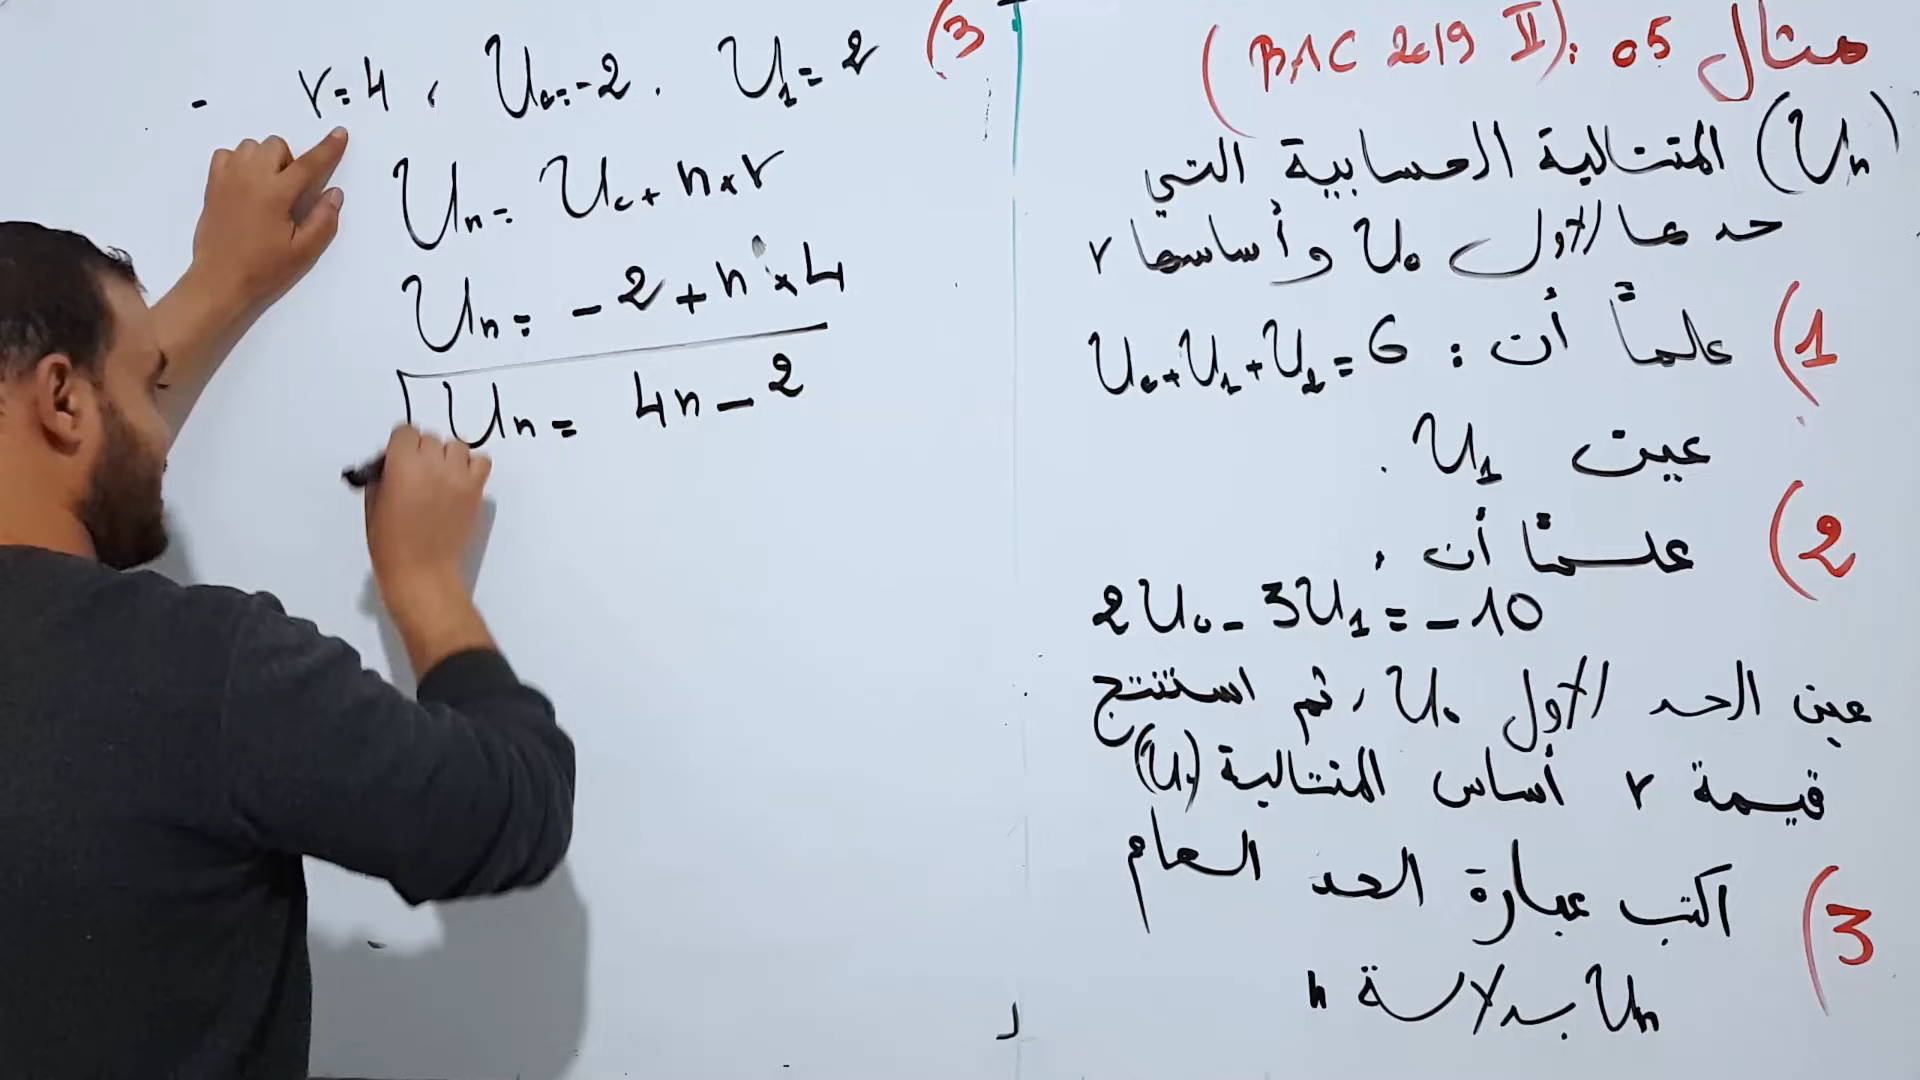 مثال 05 : (BAC 2019 II)
(Un) المتتالية الحسابية التي
حدها الأول U0 وأساسها r
1) علماً أن : U0+U1+U2=6
عين U1 .
2) علماً أن :
2U0 - 3U1 = -10
عين الحد الأول U0 ، ثم استنتج
قيمة r أساس المتتالية (Un)
3) اكتب عبارة الحد العام
Un بدلالة n
3) U1=2 . U0=-2 , r=4
Un = U0 + n×r
Un = -2 + n×4
Un = 4n - 2